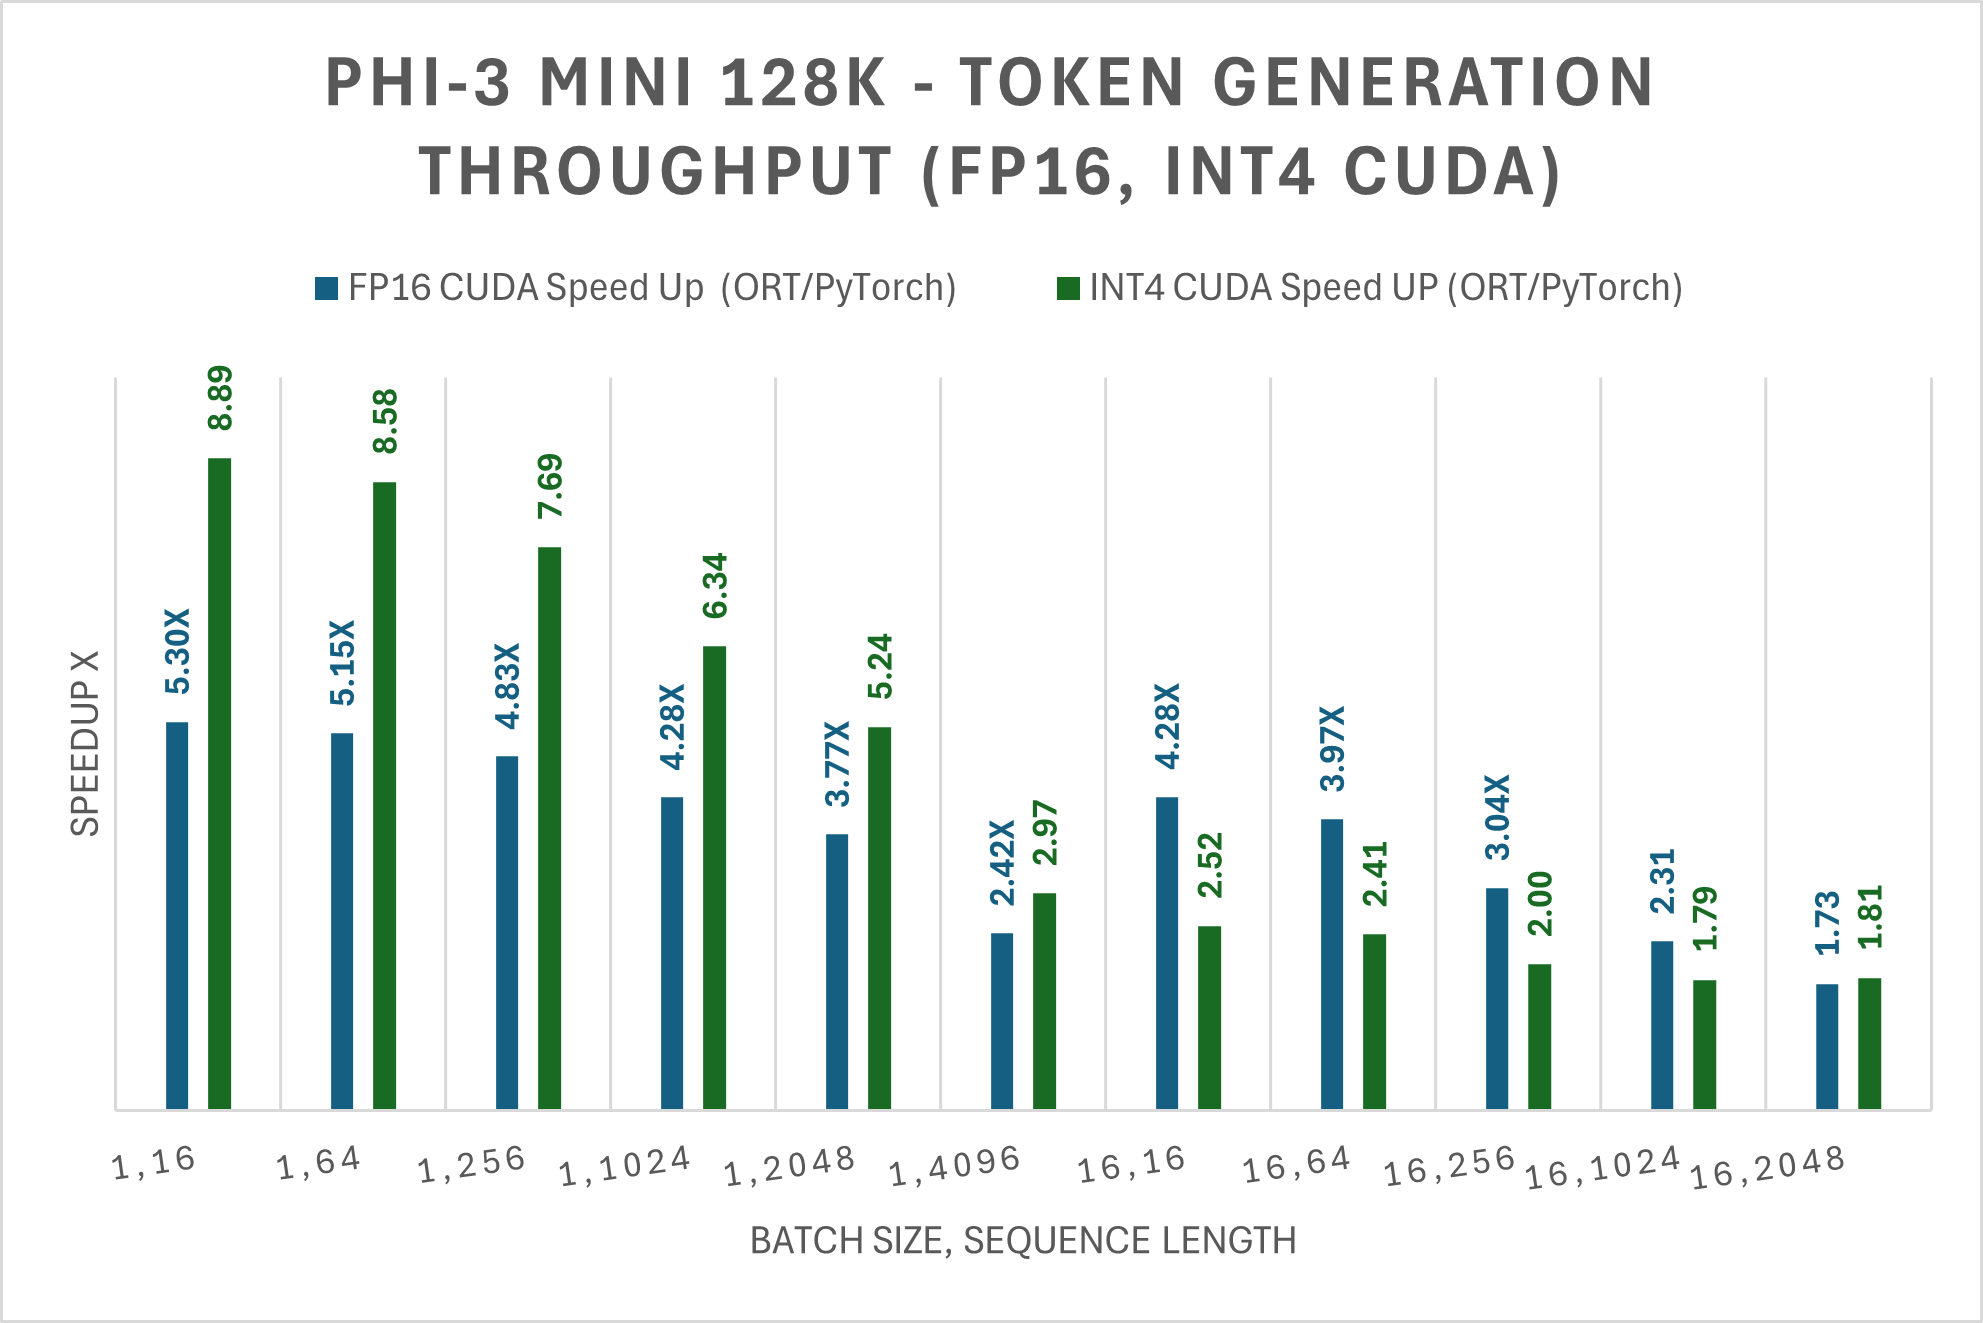 PHI-3 MINI 128K - TOKEN GENERATION
THROUGHPUT (FP16, INT4 CUDA)
FP16 CUDA Speed Up (ORT/PyTorch)
INT4 CUDA Speed UP (ORT/PyTorch)
SPEEDUP X
5.30X
8.89
5.15X
8.58
4.83X
7.69
4.28X
6.34
3.77X
5.24
2.42X
2.97
4.28X
2.52
3.97X
2.41
3.04X
2.00
2.31
1.79
1.73
1.81
1,16
1,64
1,256
1,1024
1,2048
1,4096
16,16
16,64
16,256
16,1024
16,2048
BATCH SIZE, SEQUENCE LENGTH